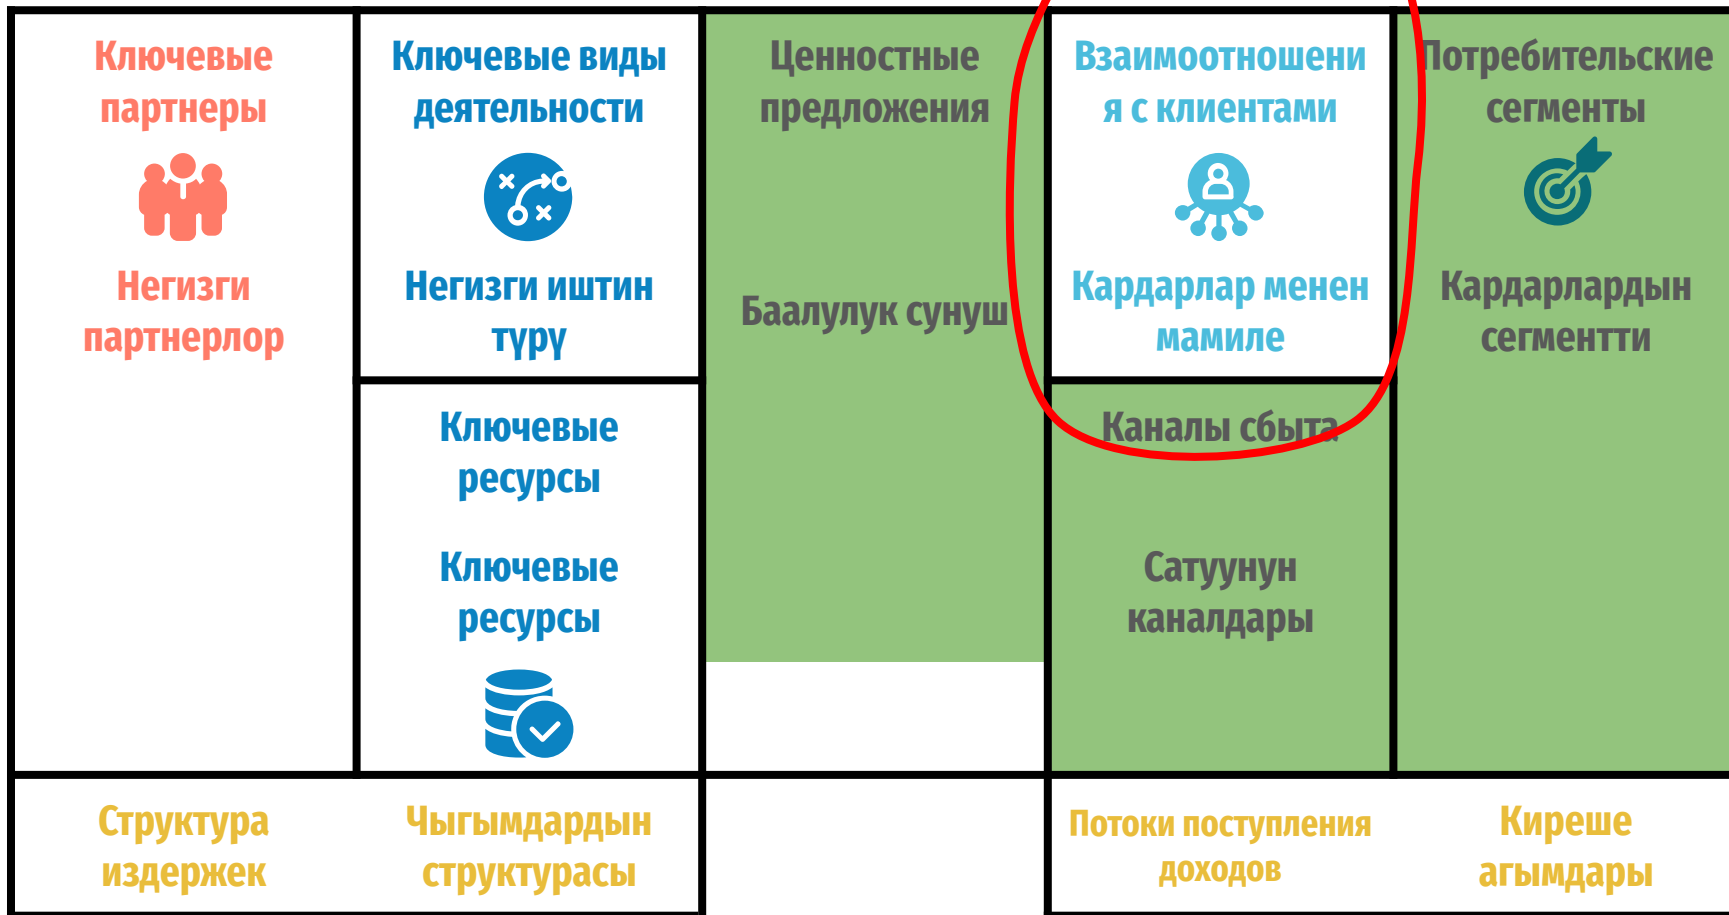 Ключевые
партнеры
Негизги
партнерлор
Ключевые виды
деятельности
Негизги иштин
түрү
Ключевые
ресурсы
Ключевые
ресурсы
Ценностные
предложения
Баалулук сунуш
Взаимоотношени
я с клиентами
Кардарлар менен
мамиле
Каналы сбыта
Сатуунун
каналдары
Потребительские
сегменты
Кардарлардын
сегментти
Структура
издержек
Чыгымдардын
структурасы
Потоки поступления
доходов
Киреше
агымдары